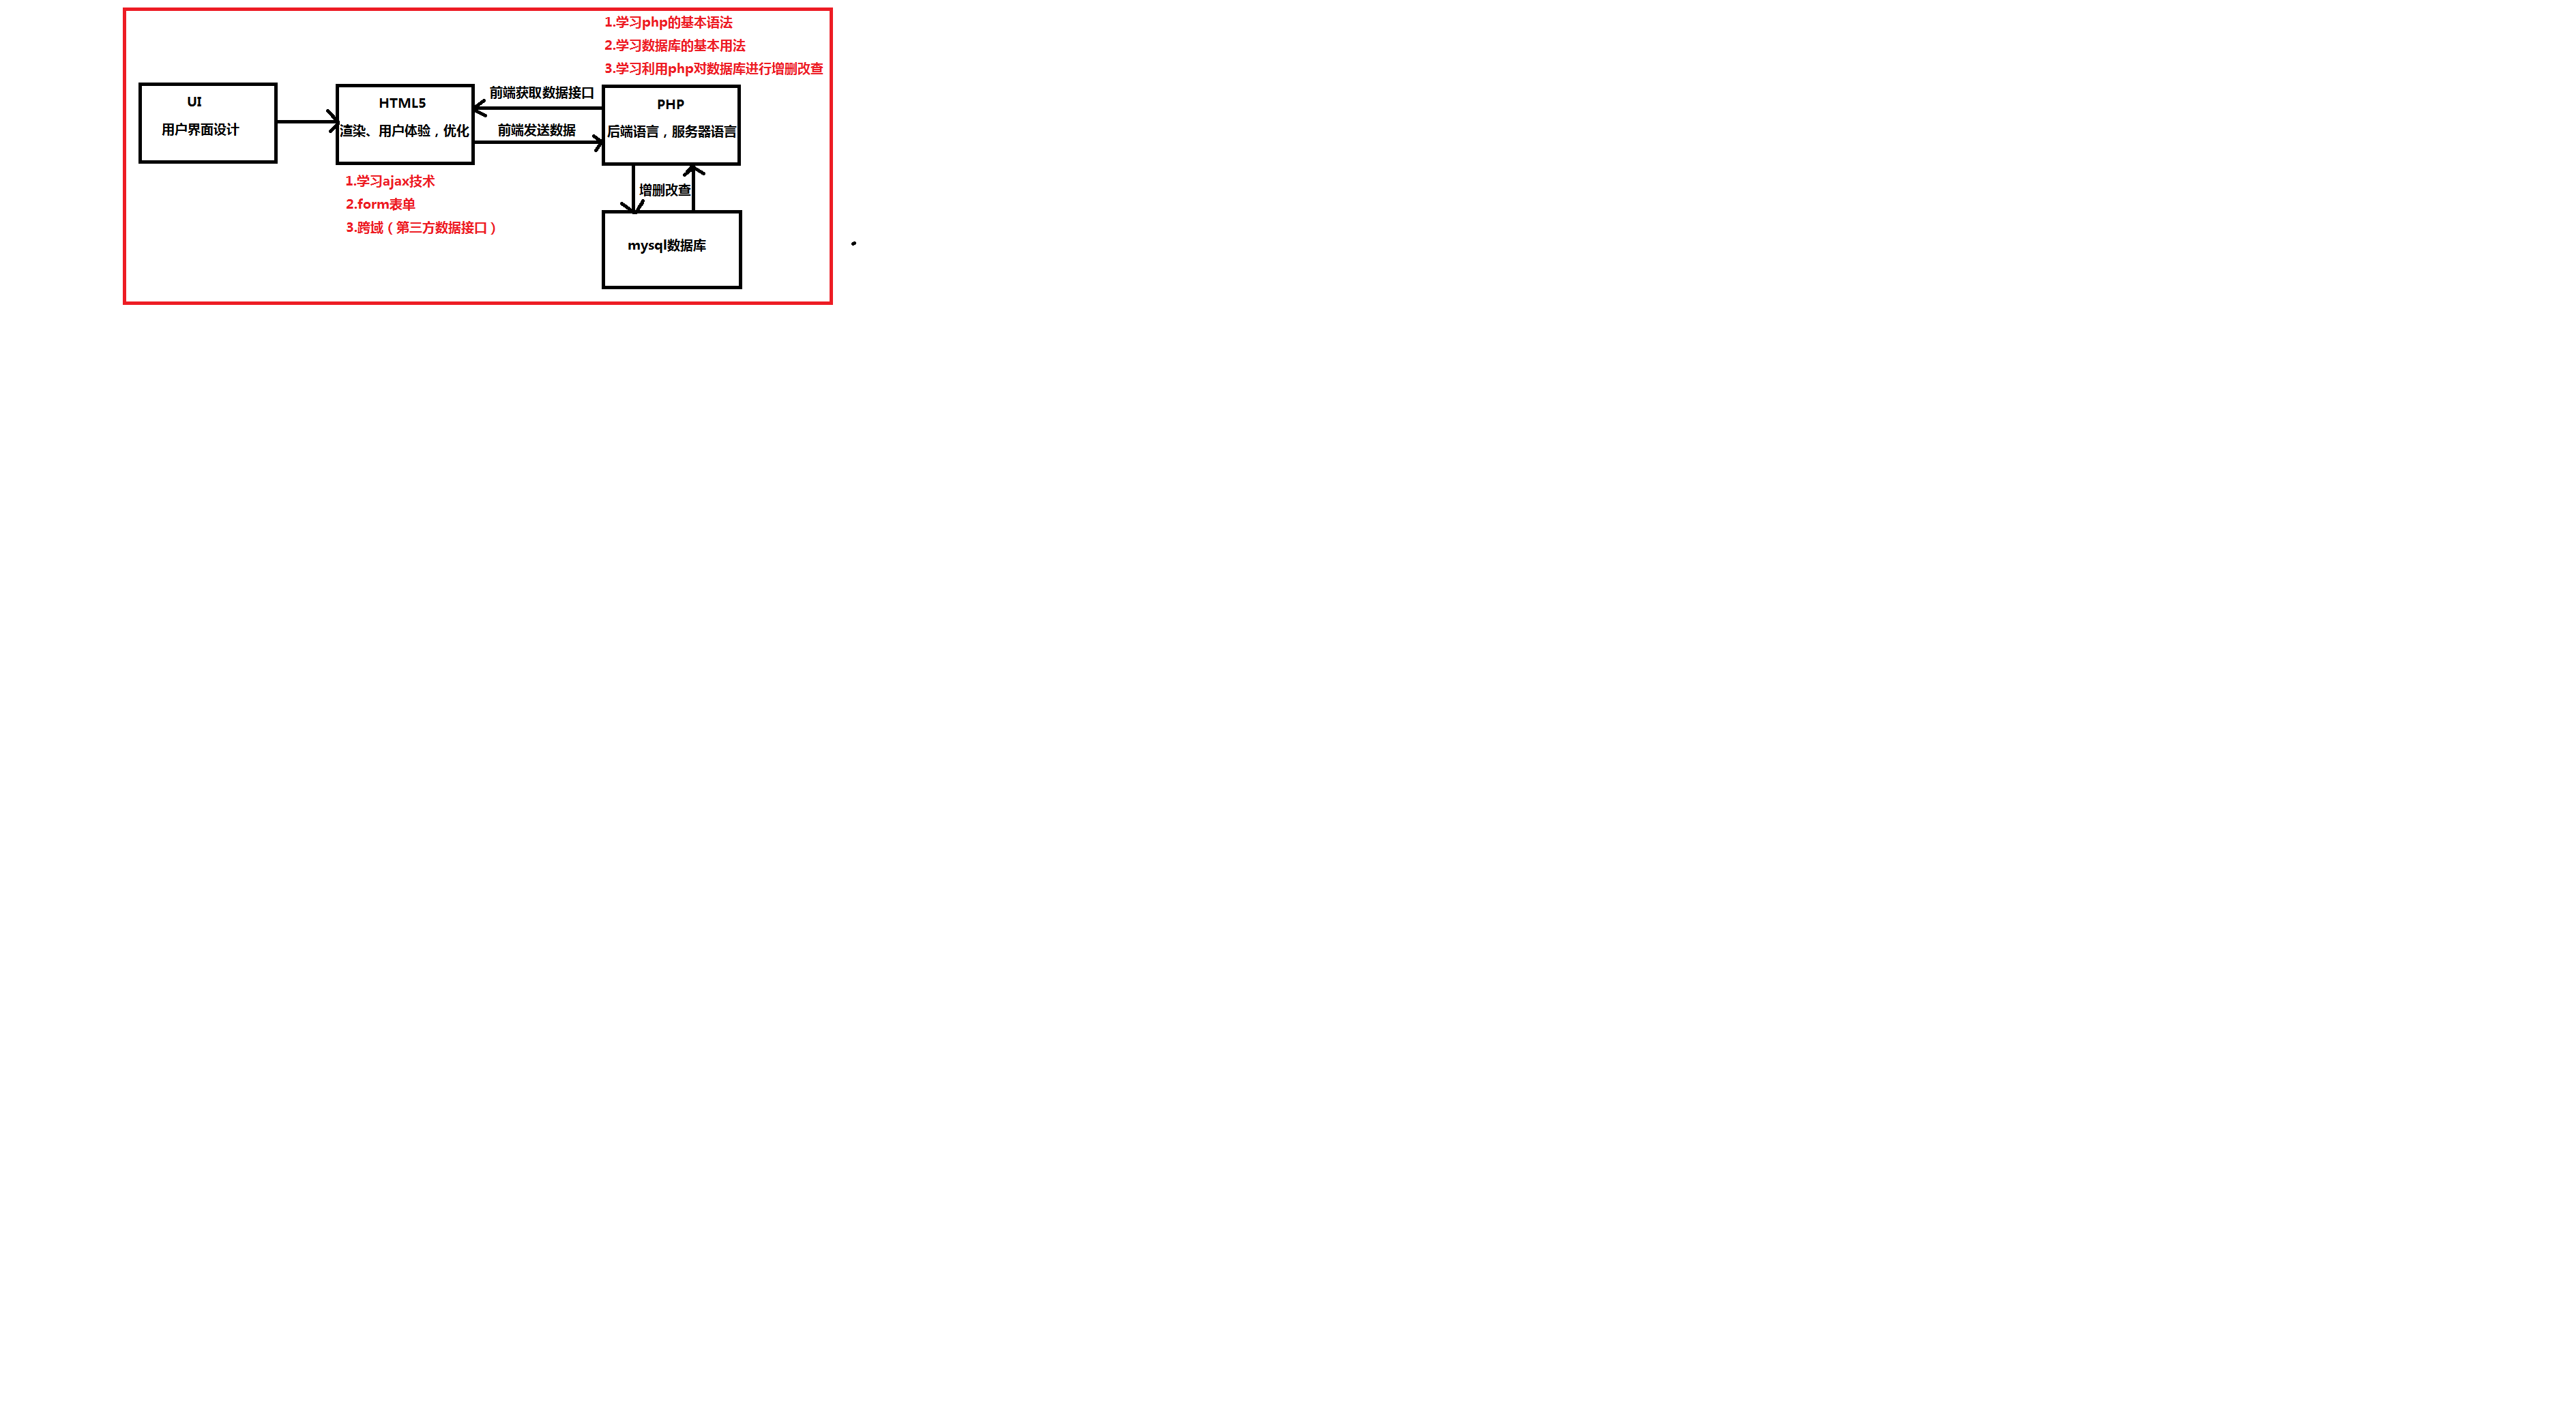 1.学习php的基本语法
2.学习数据库的基本用法
3.学习利用php对数据库进行增删改查
UI
用户界面设计
HTML5
渲染、用户体验，优化
前端获取数据接口
前端发送数据
PHP
后端语言，服务器语言
1.学习ajax技术
2.form表单
3.跨域（第三方数据接口）
增删改查
mysql数据库